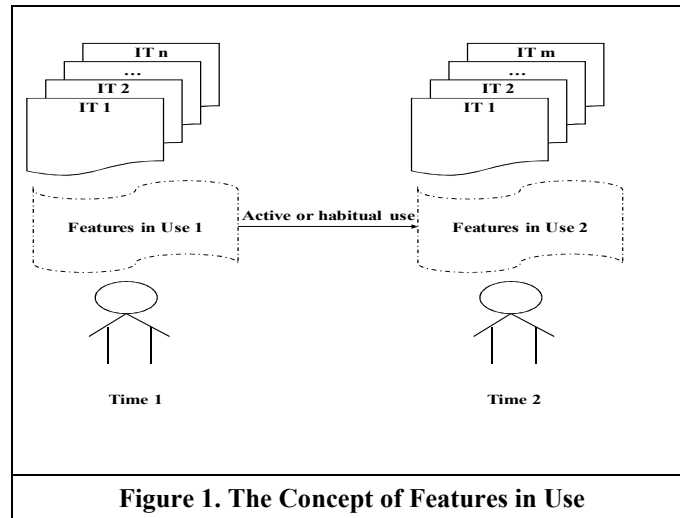 IT n
...
IT 2
IT 1
IT m
...
IT 2
IT 1
Features in Use 1
Active or habitual use
Features in Use 2
Time 1
Time 2
Figure 1. The Concept of Features in Use